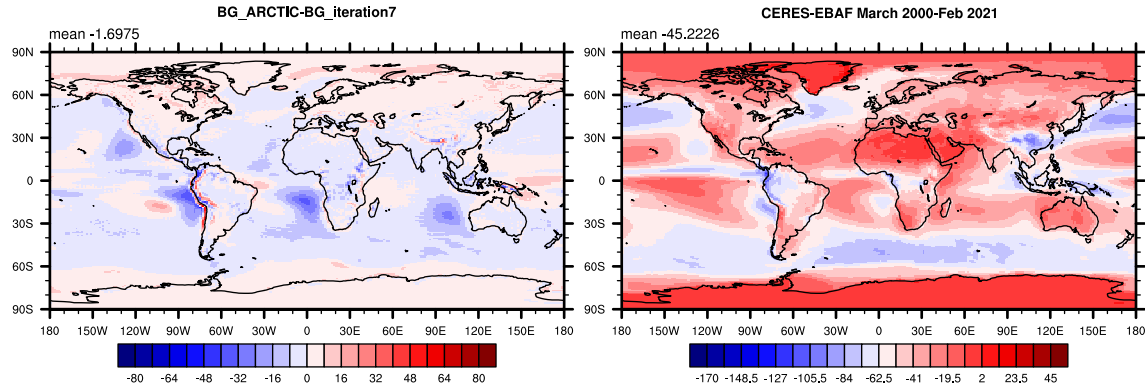 BG_ARCTIC-BG_iteration7
mean -1.6975
90N
60N
30N
0
30S
60S
90S
180 150W 120W 90W 60W 30W 0 30E 60E 90E 120E 150E 180
-80 -64 -48 -32 -16 0 16 32 48 64 80
CERES-EBAF March 2000-Feb 2021
mean -45.2226
90N
60N
30N
0
30S
60S
90S
180 150W 120W 90W 60W 30W 0 30E 60E 90E 120E 150E 180
-170 -148,5 -127 -105,5 -84 -62,5 -41 -19,5 2 23,5 45